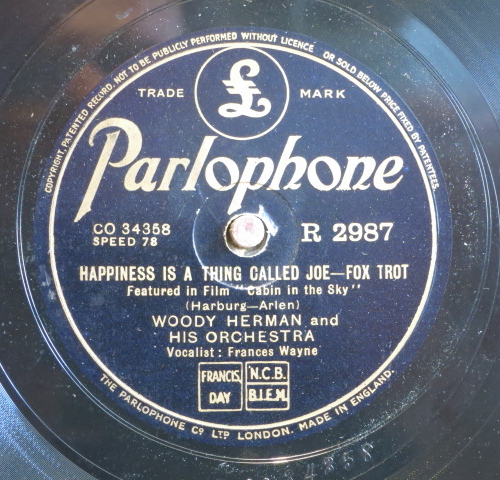 COPYRIGHT, PATENTED RECORD, NOT TO BE PUBLICLY PERFORMED WITHOUT LICENCE OR SOLD BELOW PRICE FIXED BY PATENTEES.
£
TRADE MARK
Parlophone
CO 34358
SPEED 78
R 2987
HAPPINESS IS A THING CALLED JOE—FOX TROT
Featured in Film "Cabin in the Sky"
(Harburg-Arlen)
WOODY HERMAN and
HIS ORCHESTRA
Vocalist: Frances Wayne
FRANCIS, DAY
N.C.B.
B.I.E.M.
THE PARLOPHONE Cº LTD LONDON. MADE IN ENGLAND.
34358